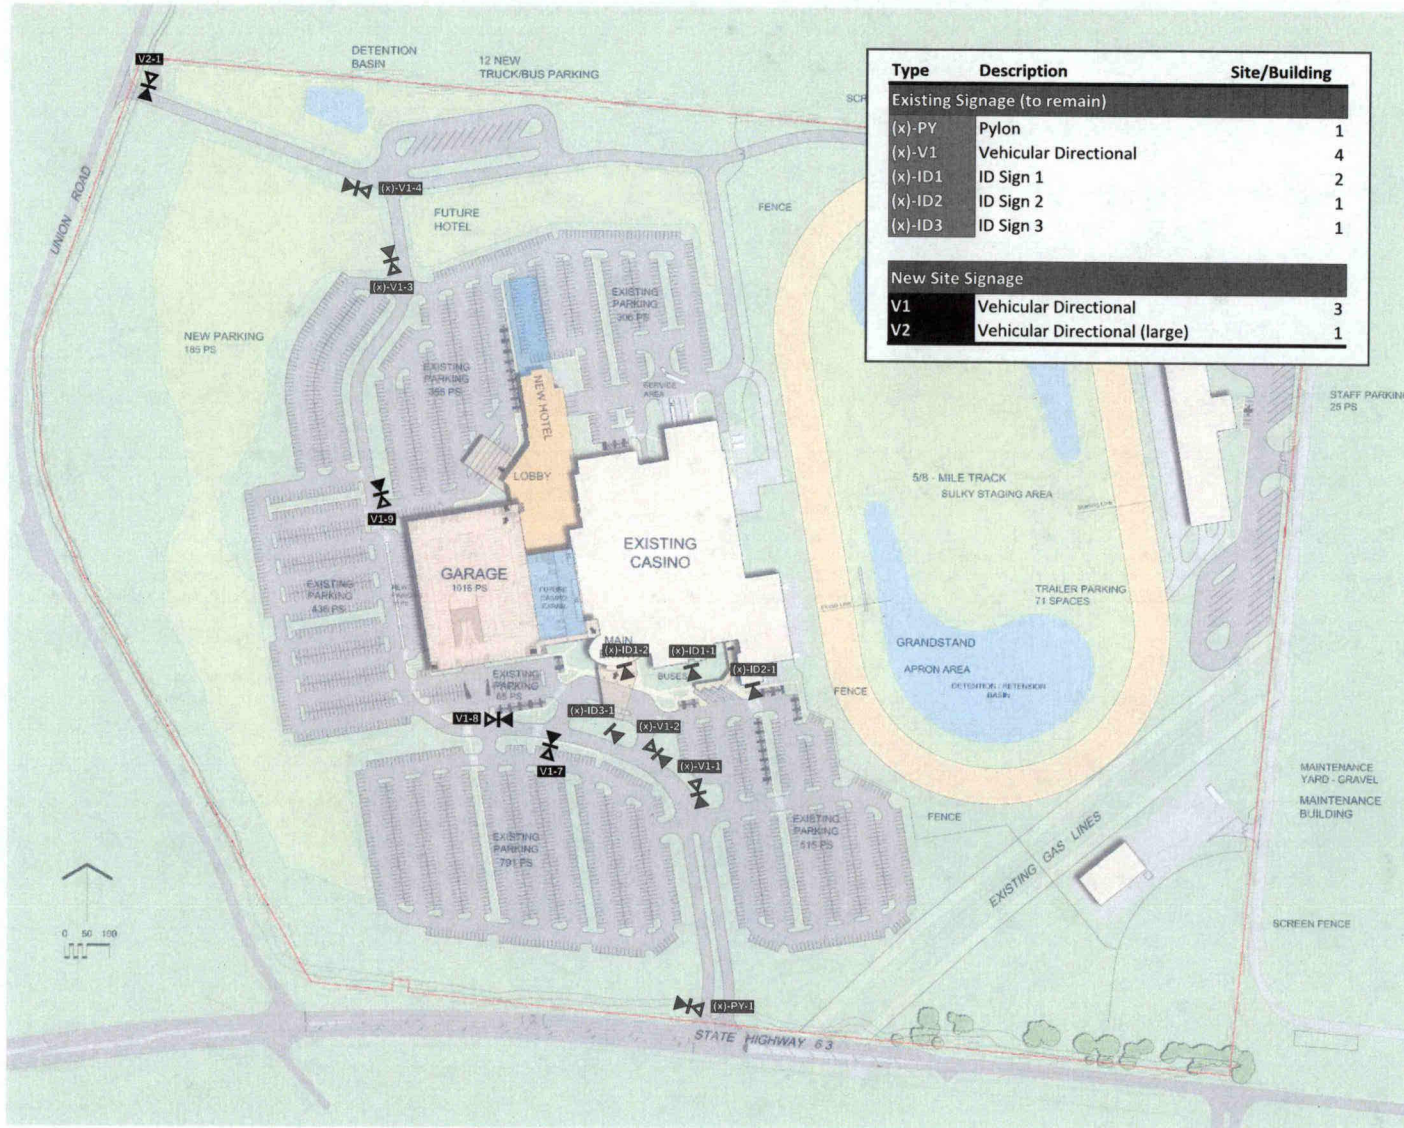 V2-1
DETENTION
BASIN
12 NEW
TRUCK/BUS PARKING
SCR
Type Description Site/Building
Existing Signage (to remain)
(x)-PY Pylon 1
(x)-V1 Vehicular Directional 4
(x)-ID1 ID Sign 1 2
(x)-ID2 ID Sign 2 1
(x)-ID3 ID Sign 3 1
New Site Signage
V1 Vehicular Directional 3
V2 Vehicular Directional (large) 1
UNION ROAD
(x)-V1-4
FUTURE
HOTEL
FENCE
(x)-V1-3
EXISTING
PARKING
NEW PARKING
185 PS
EXISTING
PARKING
SERVICE
AREA
NEW HOTEL
STAFF PARKING
25 PS
LOBBY
5/8 - MILE TRACK
SULKY STAGING AREA
V1-9
EXISTING
CASINO
GARAGE
1016 PS
EXISTING
PARKING
436 PS
FUTURE
CASINO
TRAILER PARKING
71 SPACES
GRANDSTAND
APRON AREA
DETENTION / RETENSION
BASIN
MAIN
(x)-ID1-2
(x)-ID1-1
BUSES
(x)-ID2-1
FENCE
EXISTING
PARKING
65 PS
V1-8
(x)-ID3-1
(x)-V1-2
V1-7
(x)-V1-1
MAINTENANCE
YARD - GRAVEL
MAINTENANCE
BUILDING
EXISTING
PARKING
791 PS
EXISTING
PARKING
515 PS
FENCE
EXISTING GAS LINES
0 50 100
SCREEN FENCE
(x)-PY-1
STATE HIGHWAY 63